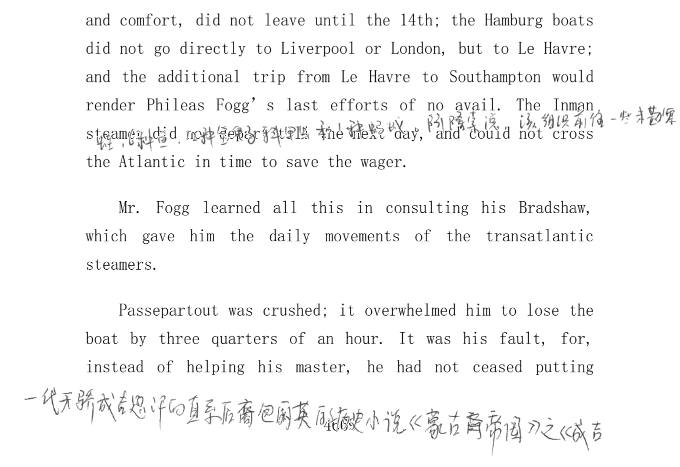 and comfort, did not leave until the 14th; the Hamburg boats
did not go directly to Liverpool or London, but to Le Havre;
and the additional trip from Le Havre to Southampton would
render Phileas Fogg's last efforts of no avail. The Inman
steamer did not depart till the next day, and could not cross
the Atlantic in time to save the wager.
Mr. Fogg learned all this in consulting his Bradshaw,
which gave him the daily movements of the transatlantic
steamers.
Passepartout was crushed; it overwhelmed him to lose the
boat by three quarters of an hour. It was his fault, for,
instead of helping his master, he had not ceased putting
一代天骄成吉思汗的直系后裔包丽英历史小说《蒙古帝国》之《成吉